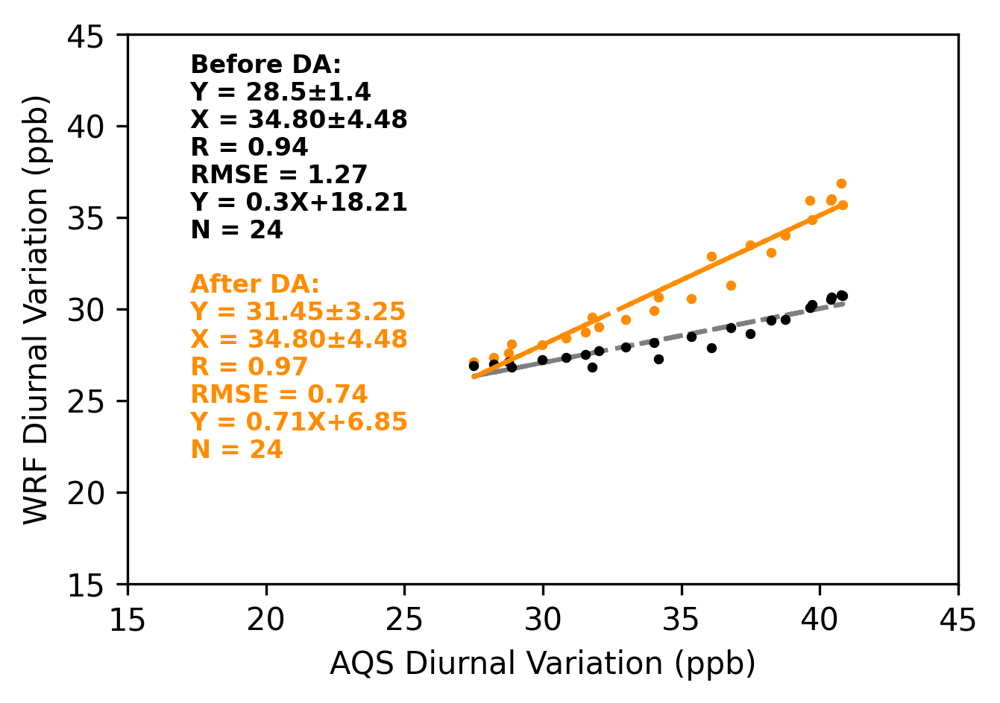 45
40
35
30
25
20
15
WRF Diurnal Variation (ppb)
Before DA:
Y = 28.5±1.4
X = 34.80±4.48
R = 0.94
RMSE = 1.27
Y = 0.3X+18.21
N = 24
After DA:
Y = 31.45±3.25
X = 34.80±4.48
R = 0.97
RMSE = 0.74
Y = 0.71X+6.85
N = 24
15 20 25 30 35 40 45
AQS Diurnal Variation (ppb)